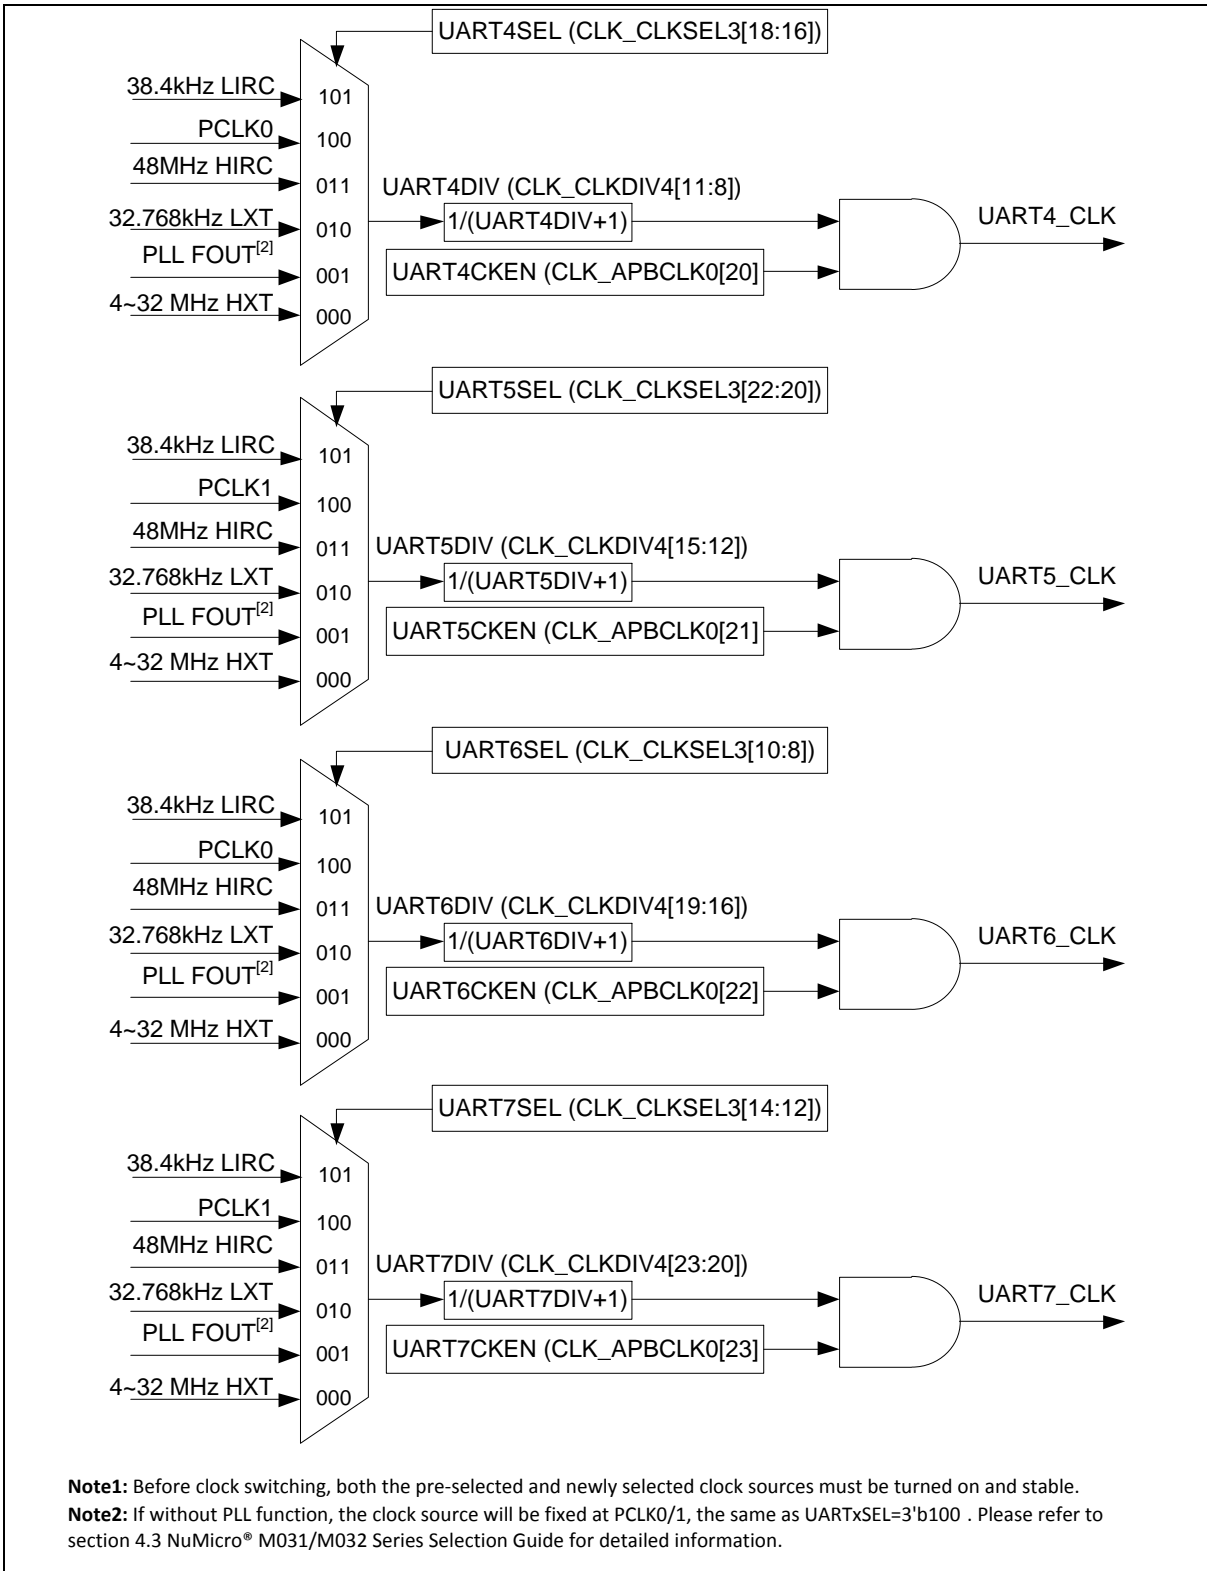 UART4SEL (CLK_CLKSEL3[18:16])
38.4kHz LIRC
101
PCLK0
100
48MHz HIRC
011
UART4DIV (CLK_CLKDIV4[11:8])
32.768kHz LXT
010
1/(UART4DIV+1)
UART4_CLK
PLL FOUT[2]
001
UART4CKEN (CLK_APBCLK0[20]
4~32 MHz HXT
000
UART5SEL (CLK_CLKSEL3[22:20])
38.4kHz LIRC
101
PCLK1
100
48MHz HIRC
011
UART5DIV (CLK_CLKDIV4[15:12])
32.768kHz LXT
010
1/(UART5DIV+1)
UART5_CLK
PLL FOUT[2]
001
UART5CKEN (CLK_APBCLK0[21]
4~32 MHz HXT
000
UART6SEL (CLK_CLKSEL3[10:8])
38.4kHz LIRC
101
PCLK0
100
48MHz HIRC
011
UART6DIV (CLK_CLKDIV4[19:16])
32.768kHz LXT
010
1/(UART6DIV+1)
UART6_CLK
PLL FOUT[2]
001
UART6CKEN (CLK_APBCLK0[22]
4~32 MHz HXT
000
UART7SEL (CLK_CLKSEL3[14:12])
38.4kHz LIRC
101
PCLK1
100
48MHz HIRC
011
UART7DIV (CLK_CLKDIV4[23:20])
32.768kHz LXT
010
1/(UART7DIV+1)
UART7_CLK
PLL FOUT[2]
001
UART7CKEN (CLK_APBCLK0[23]
4~32 MHz HXT
000
Note1: Before clock switching, both the pre-selected and newly selected clock sources must be turned on and stable.
Note2: If without PLL function, the clock source will be fixed at PCLK0/1, the same as UARTxSEL=3'b100 . Please refer to
section 4.3 NuMicro® M031/M032 Series Selection Guide for detailed information.